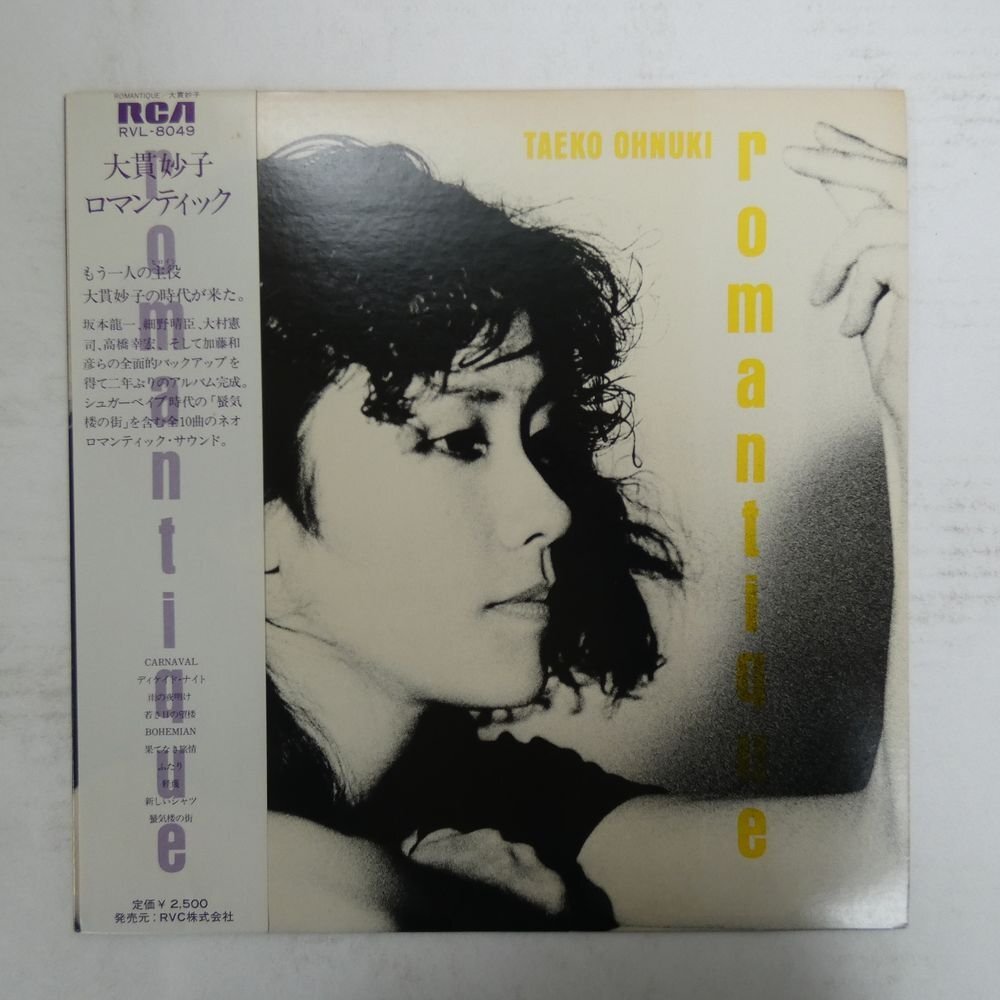 ROMANTIQUE 大貫妙子
RCA
RVL-8049
大貫妙子
ロマンティック
もう一人の主役
大貫妙子の時代が来た。
坂本龍一、細野晴臣、大村憲
司、高橋幸宏、そして加藤和
彦らの全面的バックアップを
得て二年ぶりのアルバム完成。
シュガーベイブ時代の「蜃気
楼の街」を含む全10曲のネオ
ロマンティック・サウンド。
romantique
CARNAVAL
ディケイド・ナイト
雨の夜明け
若き日の望楼
BOHEMIAN
果てなき旅情
ふたり
軽蔑
新しいシャツ
蜃気楼の街
定価¥2,500
発売元：RVC株式会社
TAEKO OHNUKI
romantique